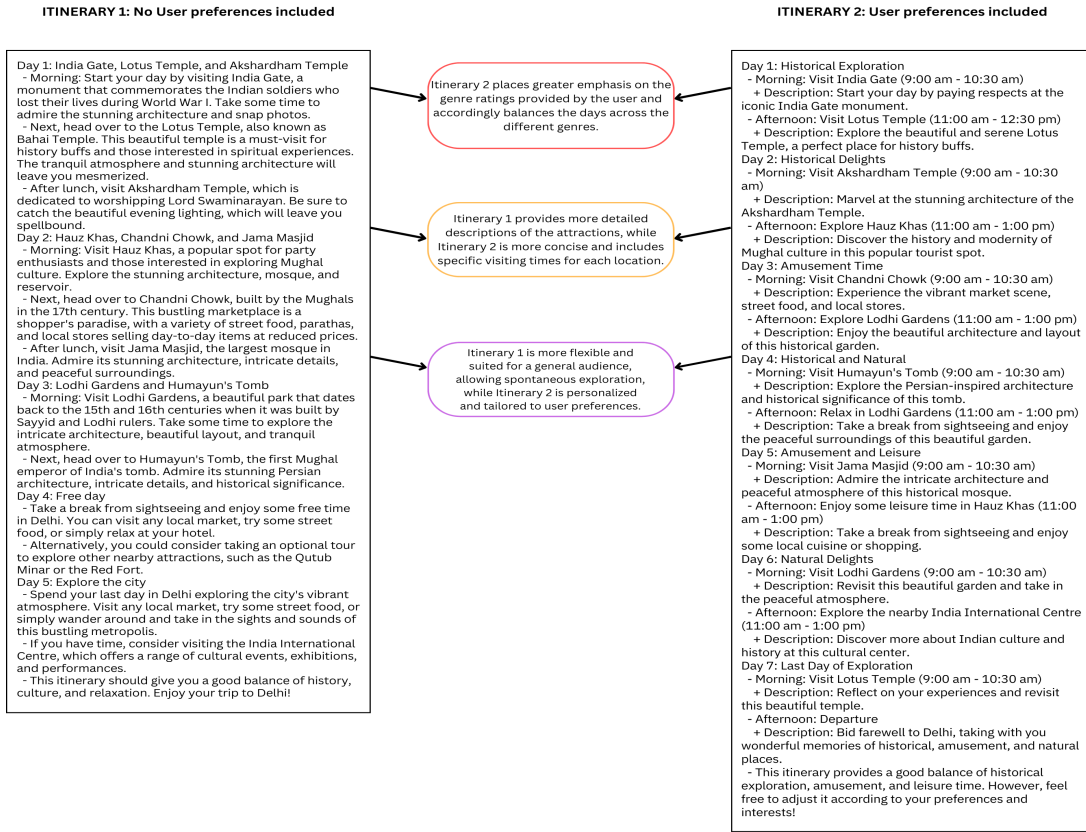 ITINERARY 1: No User preferences included
Day 1: India Gate, Lotus Temple, and Akshardham Temple
- Morning: Start your day by visiting India Gate, a
monument that commemorates the Indian soldiers who
lost their lives during World War I. Take some time to
admire the stunning architecture and snap photos.
- Next, head over to the Lotus Temple, also known as
Bahai Temple. This beautiful temple is a must-visit for
history buffs and those interested in spiritual experiences.
The tranquil atmosphere and stunning architecture will
leave you mesmerized.
- After lunch, visit Akshardham Temple, which is
dedicated to worshipping Lord Swaminarayan. Be sure to
catch the beautiful evening lighting, which will leave you
spellbound.
Day 2: Hauz Khas, Chandni Chowk, and Jama Masjid
- Morning: Visit Hauz Khas, a popular spot for party
enthusiasts and those interested in exploring Mughal
culture. Explore the stunning architecture, mosque, and
reservoir.
- Next, head over to Chandni Chowk, built by the Mughals
in the 17th century. This bustling marketplace is a
shopper's paradise, with a variety of street food, parathas,
and local stores selling day-to-day items at reduced prices.
- After lunch, visit Jama Masjid, the largest mosque in
India. Admire its stunning architecture, intricate details,
and peaceful surroundings.
Day 3: Lodhi Gardens and Humayun's Tomb
- Morning: Visit Lodhi Gardens, a beautiful park that dates
back to the 15th and 16th centuries when it was built by
Sayyid and Lodhi rulers. Take some time to explore the
intricate architecture, beautiful layout, and tranquil
atmosphere.
- Next, head over to Humayun's Tomb, the first Mughal
emperor of India's tomb. Admire its stunning Persian
architecture, intricate details, and historical significance.
Day 4: Free day
- Take a break from sightseeing and enjoy some free time
in Delhi. You can visit any local market, try some street
food, or simply relax at your hotel.
- Alternatively, you could consider taking an optional tour
to explore other nearby attractions, such as the Qutub
Minar or the Red Fort.
Day 5: Explore the city
- Spend your last day in Delhi exploring the city's vibrant
atmosphere. Visit any local market, try some street food, or
simply wander around and take in the sights and sounds of
this bustling metropolis.
- If you have time, consider visiting the India International
Centre, which offers a range of cultural events, exhibitions,
and performances.
- This itinerary should give you a good balance of history,
culture, and relaxation. Enjoy your trip to Delhi!
Itinerary 2 places greater emphasis on the
genre ratings provided by the user and
accordingly balances the days across the
different genres.
Itinerary 1 provides more detailed
descriptions of the attractions, while
Itinerary 2 is more concise and includes
specific visiting times for each location.
Itinerary 1 is more flexible and
suited for a general audience,
allowing spontaneous exploration,
while Itinerary 2 is personalized
and tailored to user preferences.
ITINERARY 2: User preferences included
Day 1: Historical Exploration
- Morning: Visit India Gate (9:00 am - 10:30 am)
+ Description: Start your day by paying respects at the
iconic India Gate monument.
- Afternoon: Visit Lotus Temple (11:00 am - 12:30 pm)
+ Description: Explore the beautiful and serene Lotus
Temple, a perfect place for history buffs.
Day 2: Historical Delights
- Morning: Visit Akshardham Temple (9:00 am - 10:30
am)
+ Description: Marvel at the stunning architecture of the
Akshardham Temple.
- Afternoon: Explore Hauz Khas (11:00 am - 1:00 pm)
+ Description: Discover the history and modernity of
Mughal culture in this popular tourist spot.
Day 3: Amusement Time
- Morning: Visit Chandni Chowk (9:00 am - 10:30 am)
+ Description: Experience the vibrant market scene,
street food, and local stores.
- Afternoon: Explore Lodhi Gardens (11:00 am - 1:00 pm)
+ Description: Enjoy the beautiful architecture and layout
of this historical garden.
Day 4: Historical and Natural
- Morning: Visit Humayun's Tomb (9:00 am - 10:30 am)
+ Description: Explore the Persian-inspired architecture
and historical significance of this tomb.
- Afternoon: Relax in Lodhi Gardens (11:00 am - 1:00 pm)
+ Description: Take a break from sightseeing and enjoy
the peaceful surroundings of this beautiful garden.
Day 5: Amusement and Leisure
- Morning: Visit Jama Masjid (9:00 am - 10:30 am)
+ Description: Admire the intricate architecture and
peaceful atmosphere of this historical mosque.
- Afternoon: Enjoy some leisure time in Hauz Khas (11:00
am - 1:00 pm)
+ Description: Take a break from sightseeing and enjoy
some local cuisine or shopping.
Day 6: Natural Delights
- Morning: Visit Lodhi Gardens (9:00 am - 10:30 am)
+ Description: Revisit this beautiful garden and take in
the peaceful atmosphere.
- Afternoon: Explore the nearby India International Centre
(11:00 am - 1:00 pm)
+ Description: Discover more about Indian culture and
history at this cultural center.
Day 7: Last Day of Exploration
- Morning: Visit Lotus Temple (9:00 am - 10:30 am)
+ Description: Reflect on your experiences and revisit
this beautiful temple.
- Afternoon: Departure
+ Description: Bid farewell to Delhi, taking with you
wonderful memories of historical, amusement, and natural
places.
- This itinerary provides a good balance of historical
exploration, amusement, and leisure time. However, feel
free to adjust it according to your preferences and
interests!